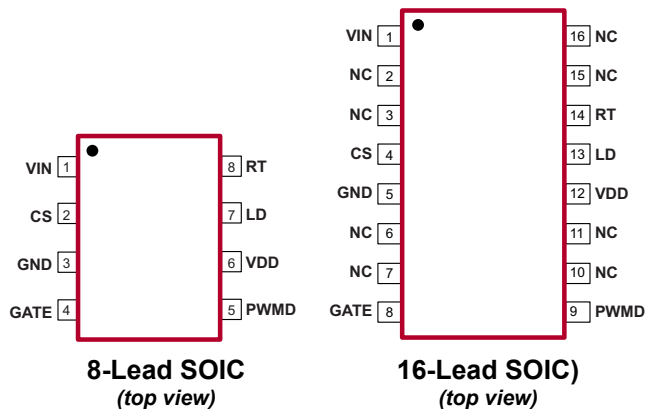 VIN 1
CS 2
GND 3
GATE 4
8 RT
7 LD
6 VDD
5 PWMD
8-Lead SOIC
(top view)
VIN 1
NC 2
NC 3
CS 4
GND 5
NC 6
NC 7
GATE 8
16 NC
15 NC
14 RT
13 LD
12 VDD
11 NC
10 NC
9 PWMD
16-Lead SOIC)
(top view)